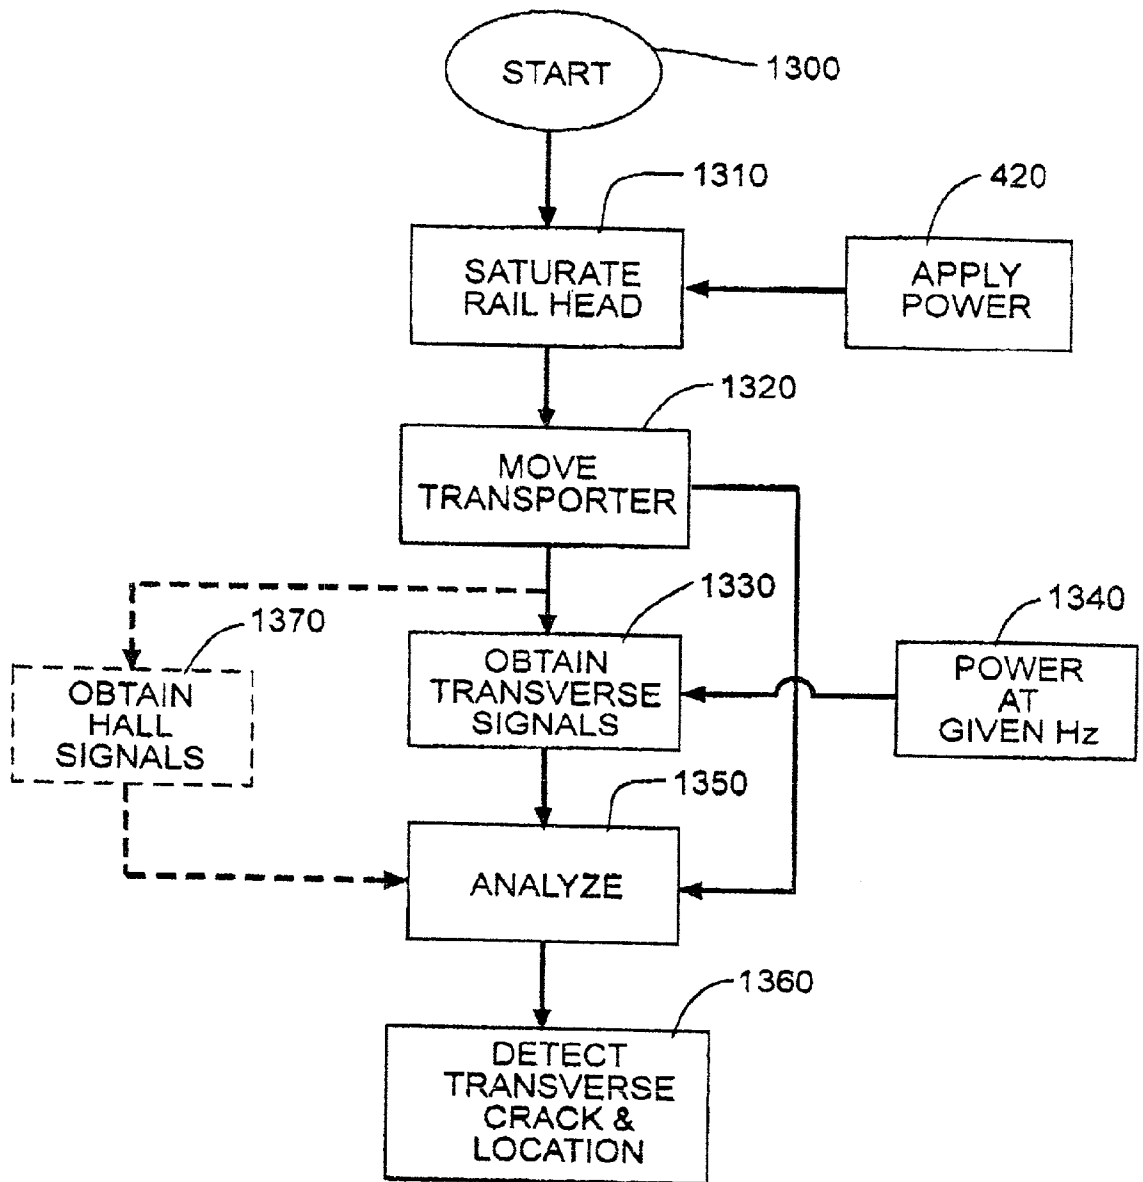 START
1300
1310
SATURATE
RAIL HEAD
420
APPLY
POWER
1320
MOVE
TRANSPORTER
1330
OBTAIN
TRANSVERSE
SIGNALS
1340
POWER
AT
GIVEN Hz
1370
OBTAIN
HALL
SIGNALS
1350
ANALYZE
1360
DETECT
TRANSVERSE
CRACK &
LOCATION